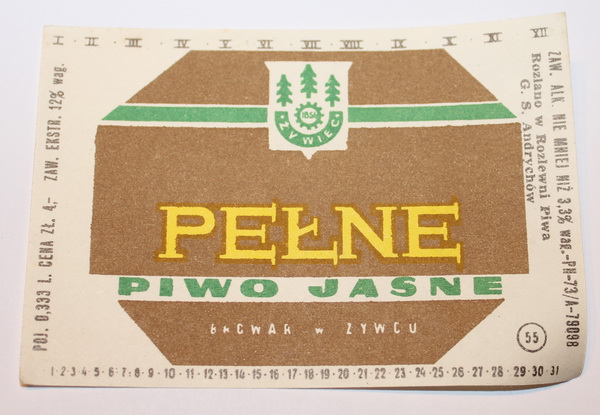 I · II · III · IV · V · VI · VII · VIII · IX · X · XI · XII
POJ. 0,333 L. CENA ZŁ. 4,- ZAW. EKSTR. 12% wag.
1856
ŻYWIEC
PEŁNE
PIWO JASNE
BROWAR w ŻYWCU
ZAW. ALK. NIE MNIEJ NIŻ 3,3% wag.-PN-73/A-79098
Rozlano w Rozlewni Piwa
G. S. Andrychów
55
1·2·3·4·5·6·7·8·9·10·11·12·13·14·15·16·17·18·19·20·21·22·23·24·25·26·27·28·29·30·31